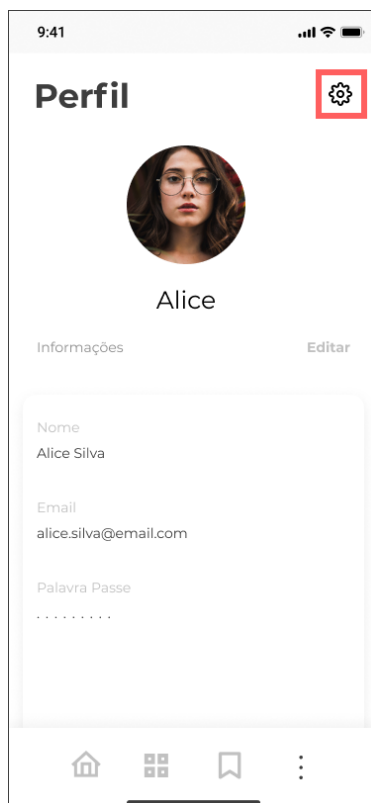 9:41
Perfil
Alice
Informações Editar
Nome
Alice Silva
Email
alice.silva@email.com
Palavra Passe
. . . . . . . . .